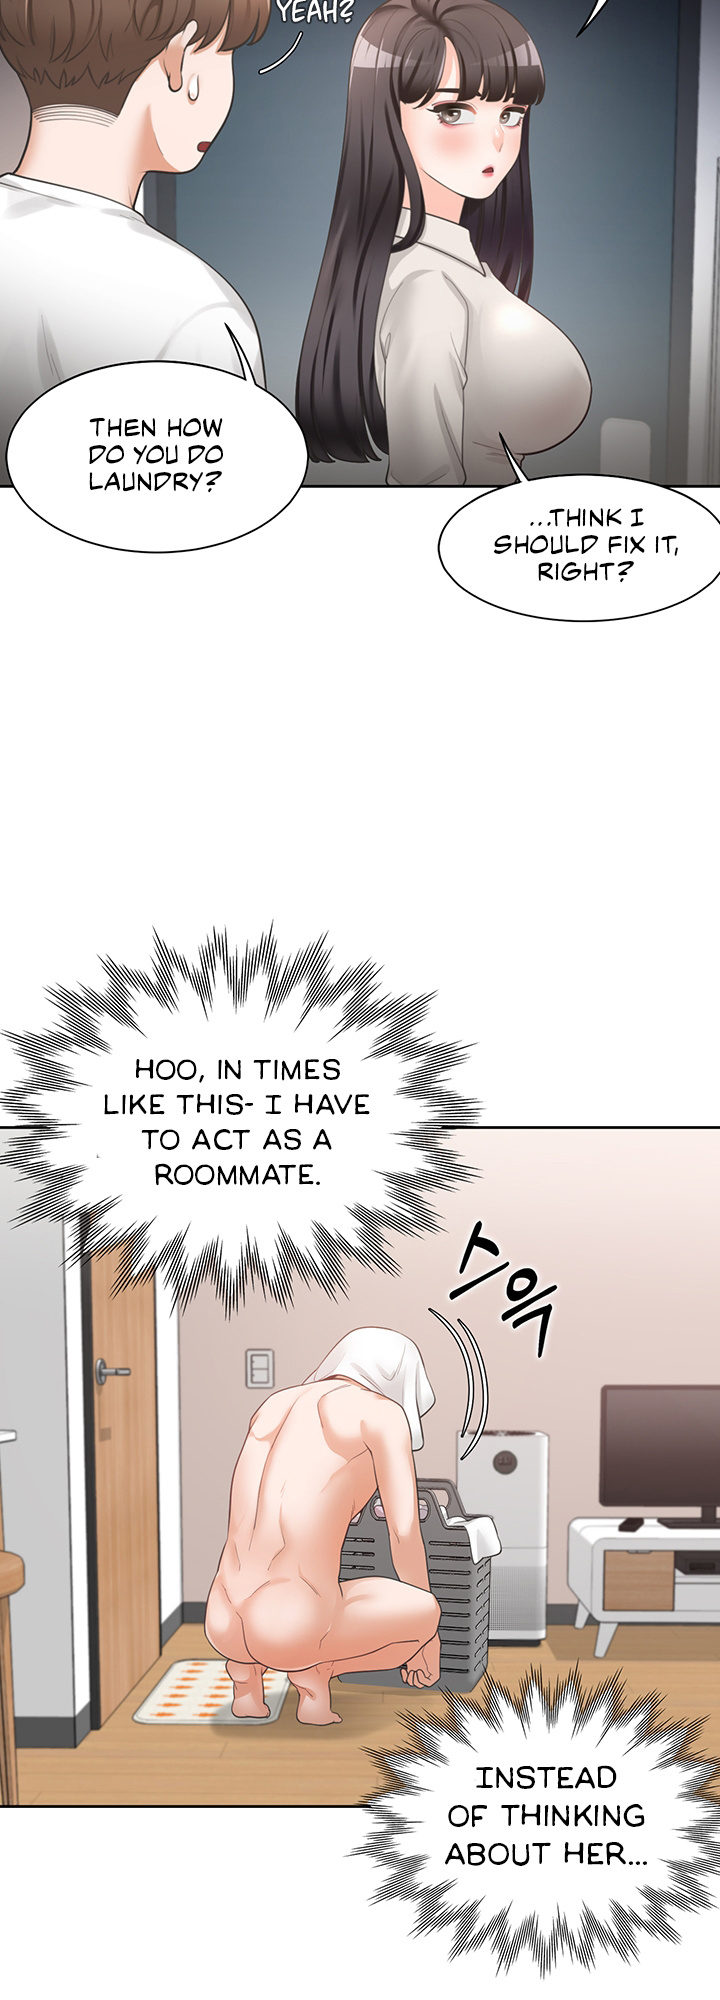 YEAH?
THEN HOW
DO YOU DO
LAUNDRY?
...THINK I
SHOULD FIX IT,
RIGHT?
HOO, IN TIMES
LIKE THIS- I HAVE
TO ACT AS A
ROOMMATE.
스윽
INSTEAD
OF THINKING
ABOUT HER...